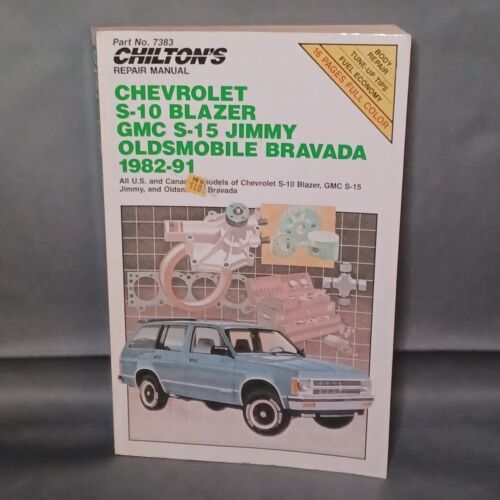 Part No. 7383
CHILTON'S
REPAIR MANUAL
BODY
REPAIR
TUNE-UP TIPS
FUEL ECONOMY
16 PAGES FULL COLOR
CHEVROLET
S-10 BLAZER
GMC S-15 JIMMY
OLDSMOBILE BRAVADA
1982-91
All U.S. and models of Chevrolet S-10 Blazer, GMC S-15
Jimmy, and Bravada